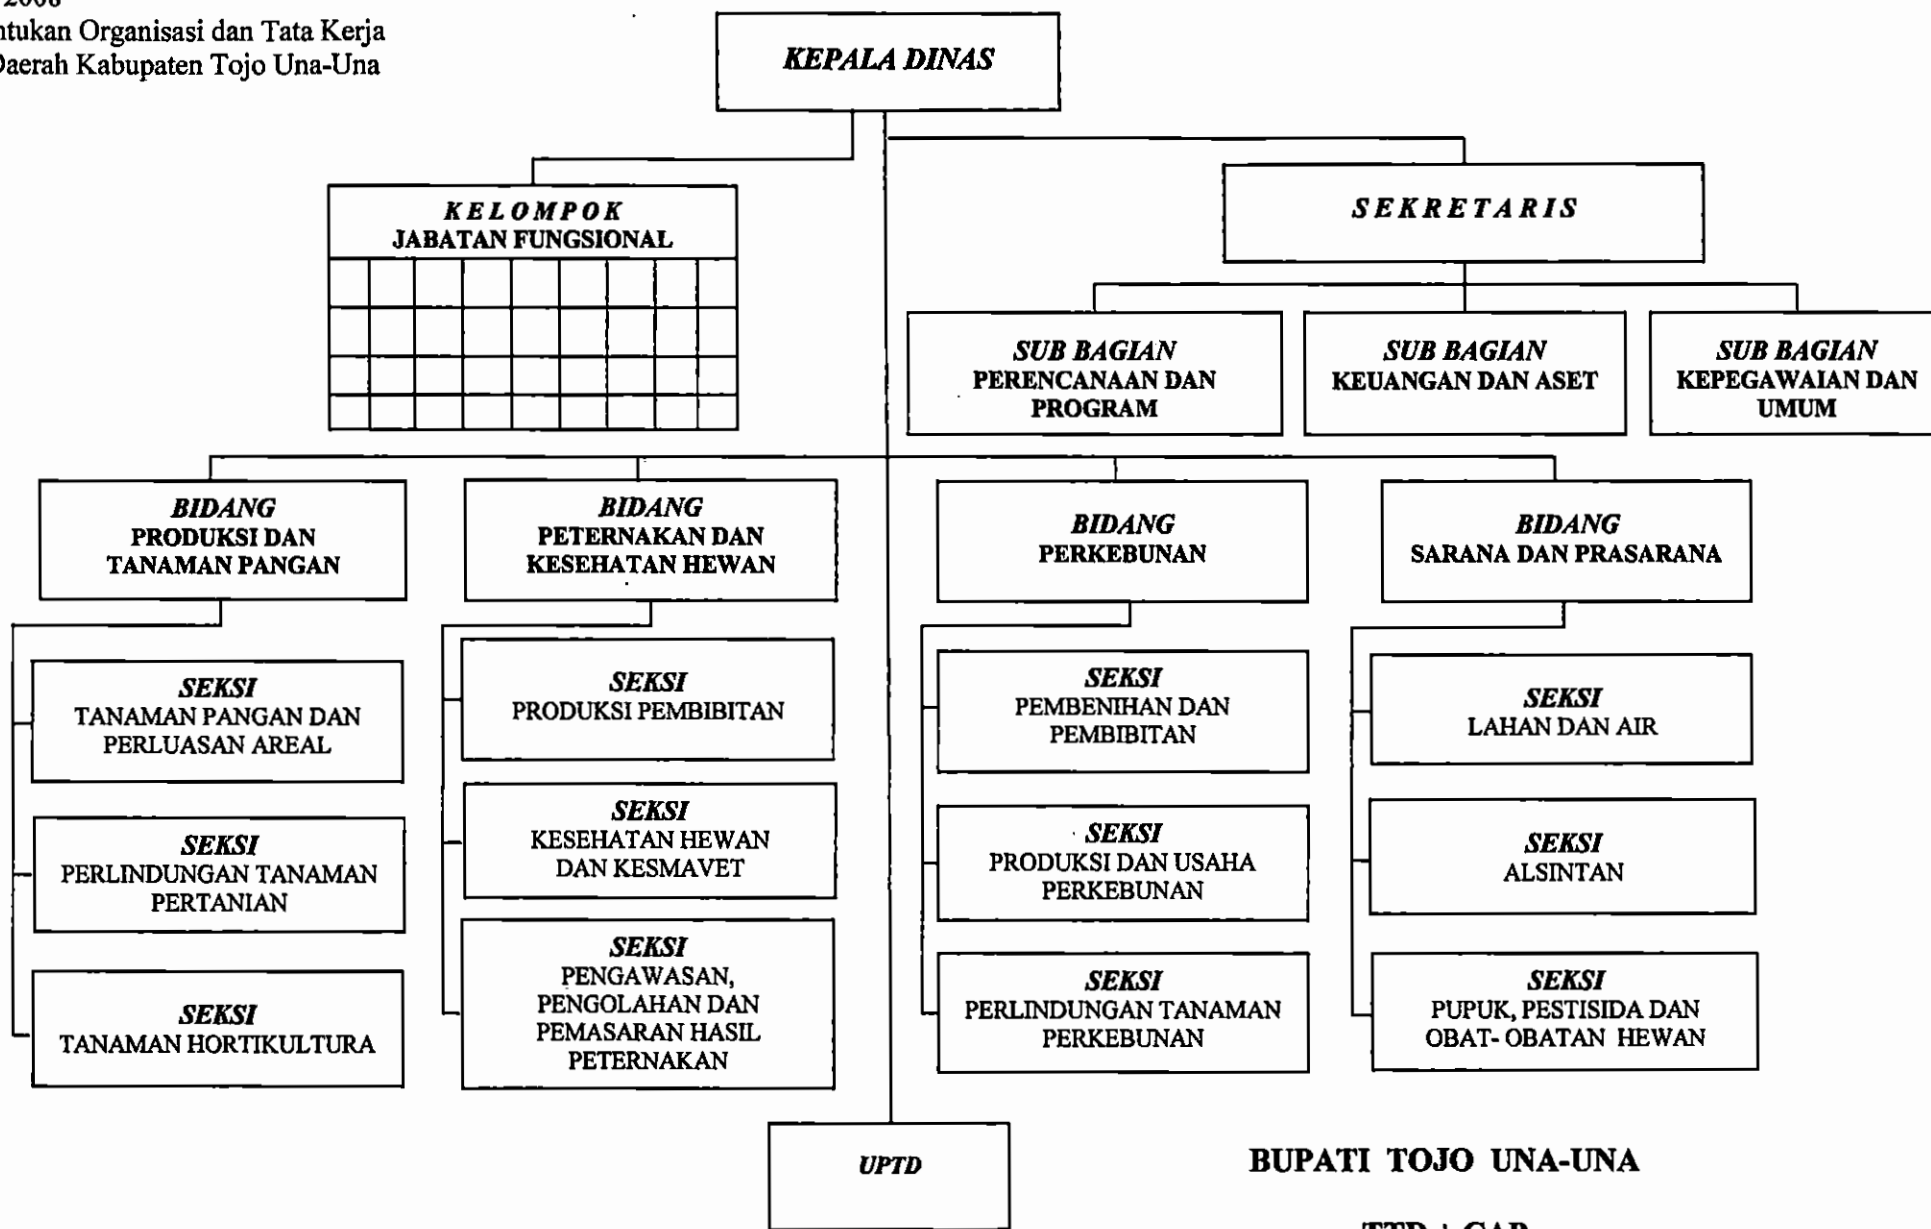 2008
ntukan Organisasi dan Tata Kerja
Daerah Kabupaten Tojo Una-Una
KEPALA DINAS
KELOMPOK
JABATAN FUNGSIONAL
SEKRETARIS
SUB BAGIAN
PERENCANAAN DAN
PROGRAM
SUB BAGIAN
KEUANGAN DAN ASET
SUB BAGIAN
KEPEGAWAIAN DAN
UMUM
BIDANG
PRODUKSI DAN
TANAMAN PANGAN
BIDANG
PETERNAKAN DAN
KESEHATAN HEWAN
BIDANG
PERKEBUNAN
BIDANG
SARANA DAN PRASARANA
SEKSI
TANAMAN PANGAN DAN
PERLUASAN AREAL
SEKSI
PERLINDUNGAN TANAMAN
PERTANIAN
SEKSI
TANAMAN HORTIKULTURA
SEKSI
PRODUKSI PEMBIBITAN
SEKSI
KESEHATAN HEWAN
DAN KESMAVET
SEKSI
PENGAWASAN,
PENGOLAHAN DAN
PEMASARAN HASIL
PETERNAKAN
SEKSI
PEMBENIHAN DAN
PEMBIBITAN
SEKSI
PRODUKSI DAN USAHA
PERKEBUNAN
SEKSI
PERLINDUNGAN TANAMAN
PERKEBUNAN
SEKSI
LAHAN DAN AIR
SEKSI
ALSINTAN
SEKSI
PUPUK, PESTISIDA DAN
OBAT- OBATAN HEWAN
UPTD
BUPATI TOJO UNA-UNA